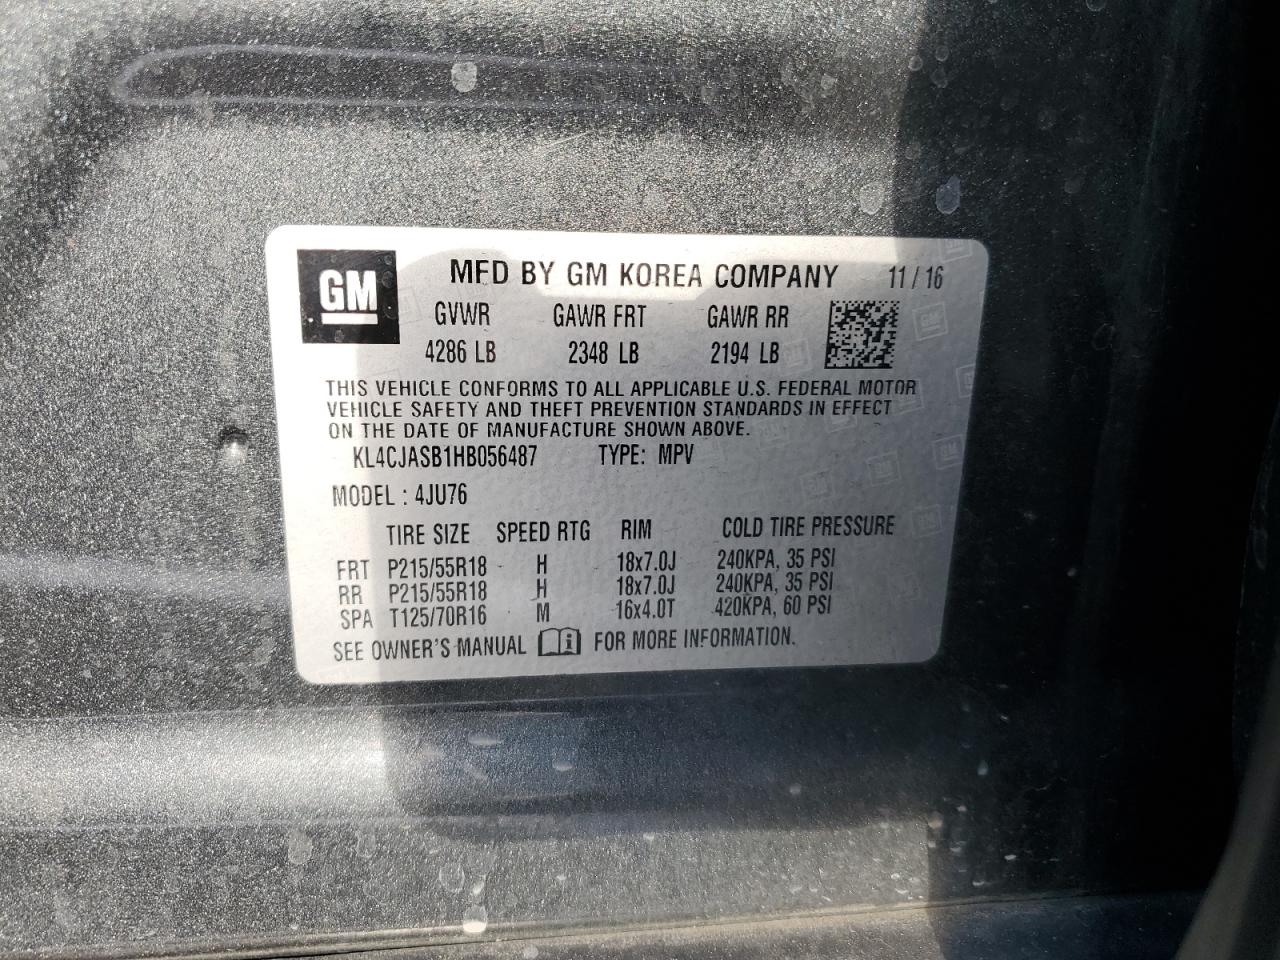 GM MFD BY GM KOREA COMPANY 11/16
GVWR GAWR FRT GAWR RR
4286 LB 2348 LB 2194 LB
THIS VEHICLE CONFORMS TO ALL APPLICABLE U.S. FEDERAL MOTOR
VEHICLE SAFETY AND THEFT PREVENTION STANDARDS IN EFFECT
ON THE DATE OF MANUFACTURE SHOWN ABOVE.
KL4CJASB1HB056487 TYPE: MPV
MODEL : 4JU76
TIRE SIZE SPEED RTG RIM COLD TIRE PRESSURE
FRT P215/55R18 H 18x7.0J 240KPA, 35 PSI
RR P215/55R18 H 18x7.0J 240KPA, 35 PSI
SPA T125/70R16 M 16x4.0T 420KPA, 60 PSI
SEE OWNER'S MANUAL FOR MORE INFORMATION.